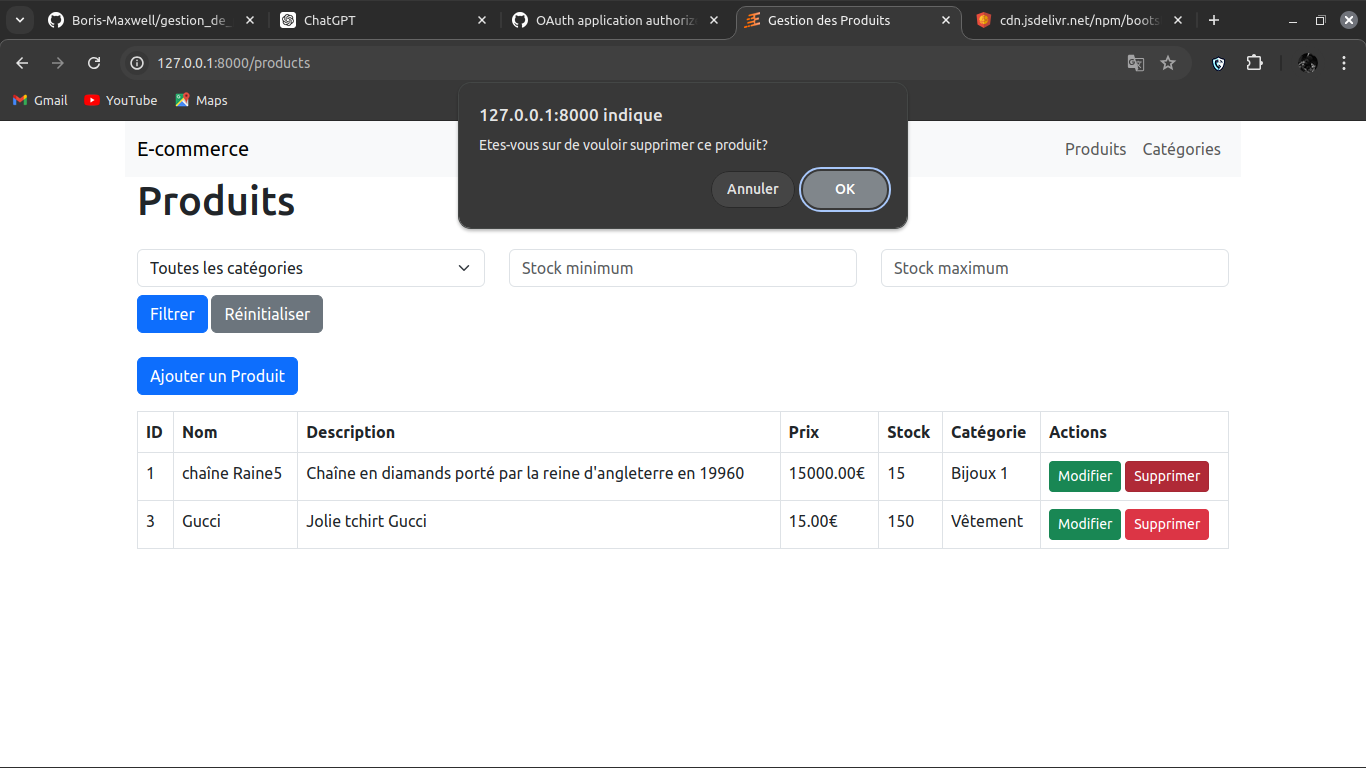 Boris-Maxwell/gestion_de_
ChatGPT
OAuth application authoriz
Gestion des Produits
cdn.jsdelivr.net/npm/boots
127.0.0.1:8000/products
Gmail
YouTube
Maps
127.0.0.1:8000 indique
Etes-vous sur de vouloir supprimer ce produit?
Annuler
OK
E-commerce
Produits
Catégories
Produits
Toutes les catégories
Stock minimum
Stock maximum
Filtrer
Réinitialiser
Ajouter un Produit
ID Nom Description Prix Stock Catégorie Actions
1 chaîne Raine5 Chaîne en diamands porté par la reine d'angleterre en 19960 15000.00€ 15 Bijoux 1 Modifier Supprimer
3 Gucci Jolie tchirt Gucci 15.00€ 150 Vêtement Modifier Supprimer